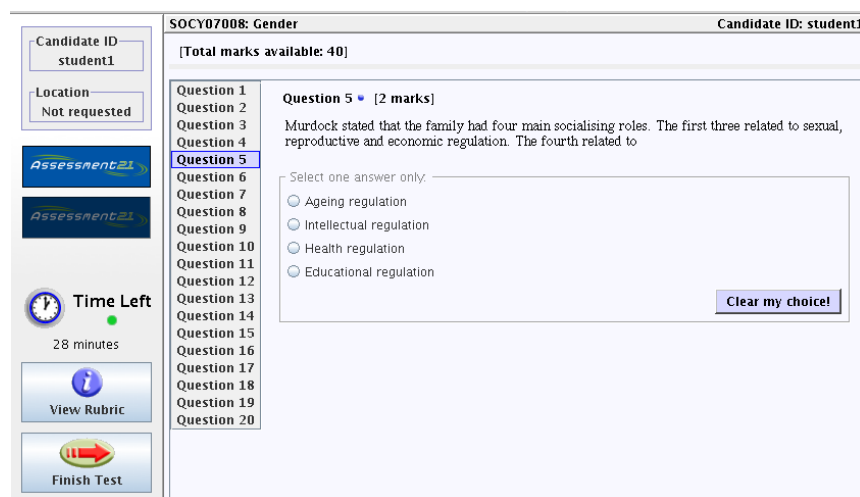 SOCY07008: Gender
Candidate ID: student1
Candidate ID
student1
Location
Not requested
Assessment21
Assessment21
Time Left
28 minutes
View Rubric
Finish Test
[Total marks available: 40]
Question 1
Question 2
Question 3
Question 4
Question 5
Question 6
Question 7
Question 8
Question 9
Question 10
Question 11
Question 12
Question 13
Question 14
Question 15
Question 16
Question 17
Question 18
Question 19
Question 20
Question 5 [2 marks]
Murdock stated that the family had four main socialising roles. The first three related to sexual,
reproductive and economic regulation. The fourth related to
Select one answer only:
Ageing regulation
Intellectual regulation
Health regulation
Educational regulation
Clear my choice!